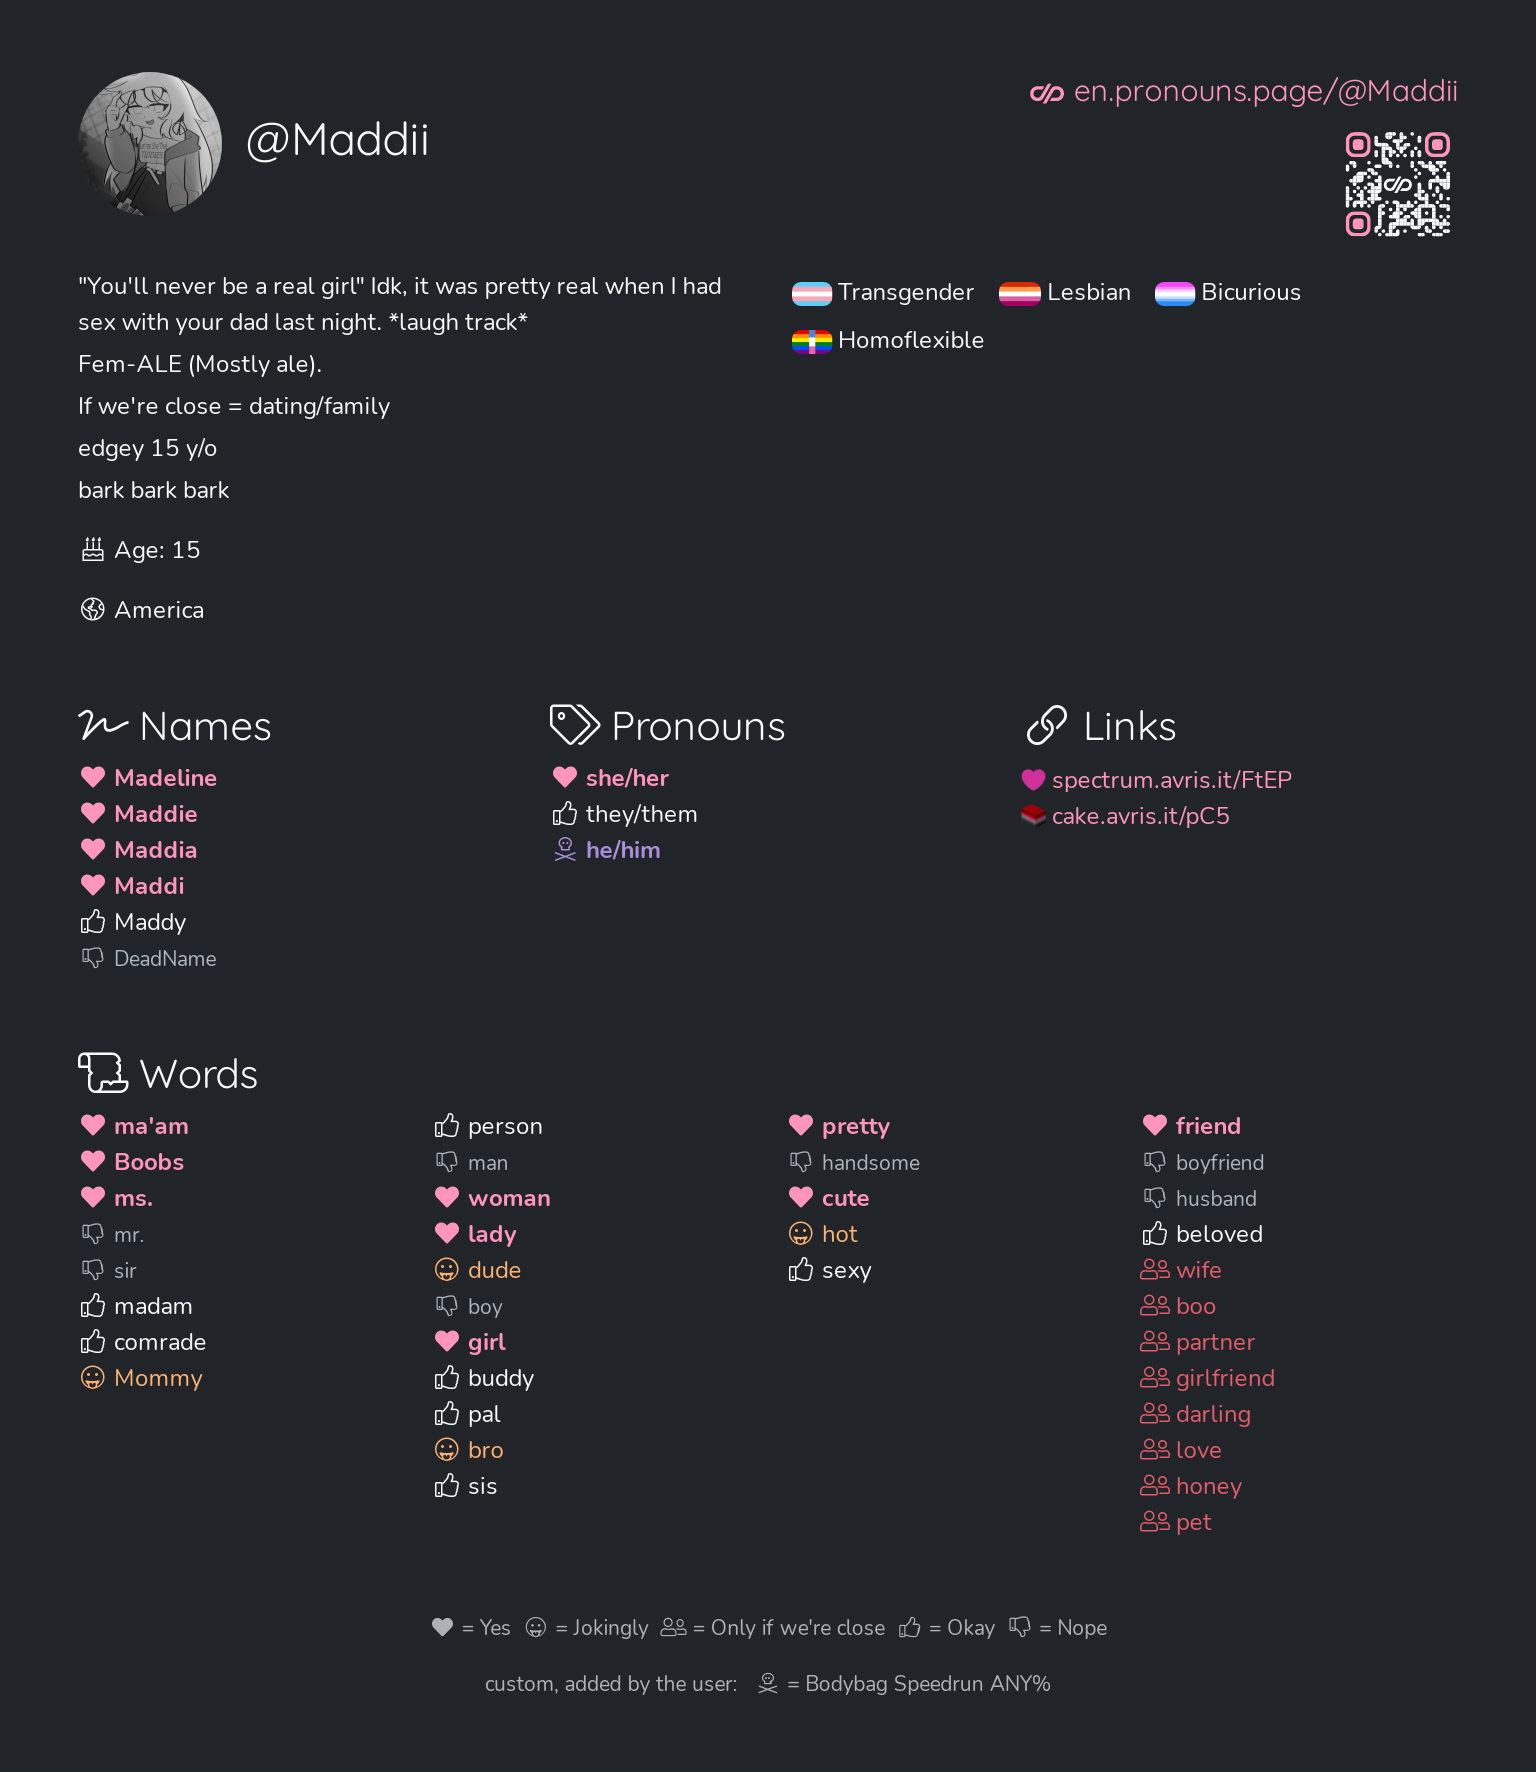 @Maddii
en.pronouns.page/@Maddii
"You'll never be a real girl" Idk, it was pretty real when I had
sex with your dad last night. *laugh track*
Fem-ALE (Mostly ale).
If we're close = dating/family
edgey 15 y/o
bark bark bark
Age: 15
America
Transgender Lesbian Bicurious
Homoflexible
Names
Madeline
Maddie
Maddia
Maddi
Maddy
DeadName
Pronouns
she/her
they/them
he/him
Links
spectrum.avris.it/FtEP
cake.avris.it/pC5
Words
ma'am
Boobs
ms.
mr.
sir
madam
comrade
Mommy
person
man
woman
lady
dude
boy
girl
buddy
pal
bro
sis
pretty
handsome
cute
hot
sexy
friend
boyfriend
husband
beloved
wife
boo
partner
girlfriend
darling
love
honey
pet
= Yes = Jokingly = Only if we're close = Okay = Nope
custom, added by the user: = Bodybag Speedrun ANY%